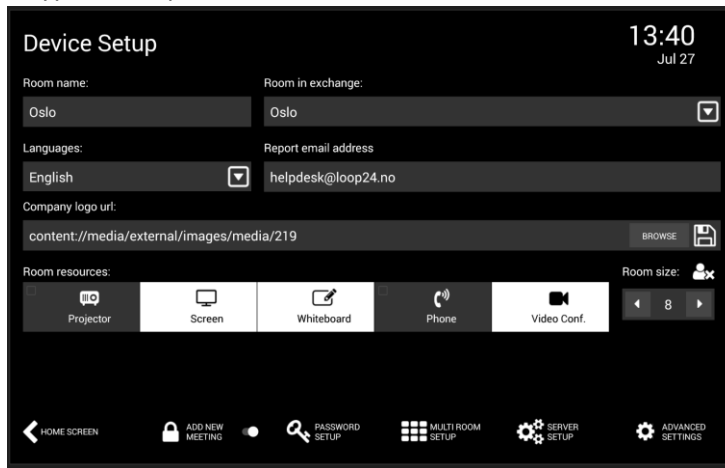 Device Setup
13:40
Jul 27
Room name:
Room in exchange:
Oslo
Oslo
Languages:
Report email address
English
helpdesk@loop24.no
Company logo url:
content://media/external/images/media/219
BROWSE
Room resources:
Room size:
Projector
Screen
Whiteboard
Phone
Video Conf.
8
HOME SCREEN
ADD NEW
MEETING
PASSWORD
SETUP
MULTI ROOM
SETUP
SERVER
SETUP
ADVANCED
SETTINGS